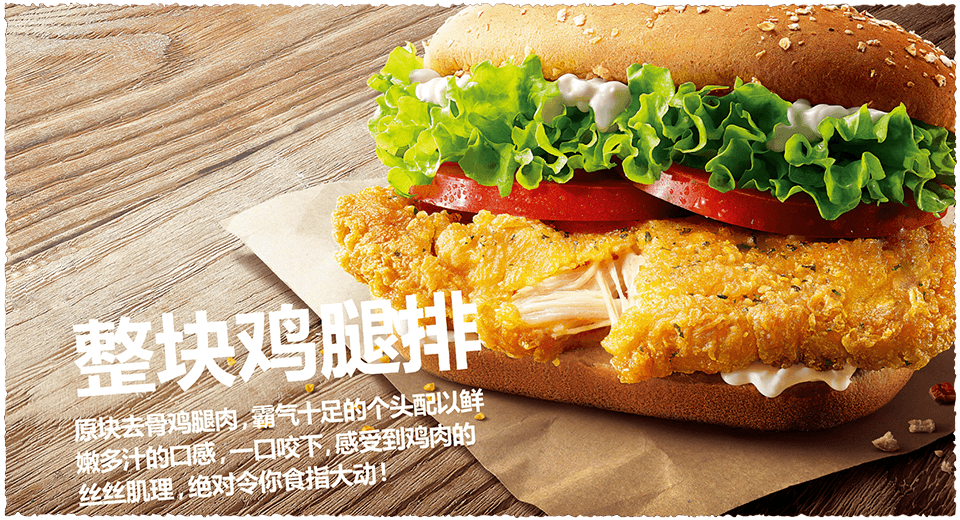 整块鸡腿排
原块去骨鸡腿肉，霸气十足的个头配以鲜
嫩多汁的口感，一口咬下，感受到鸡肉的
丝丝肌理，绝对令你食指大动！